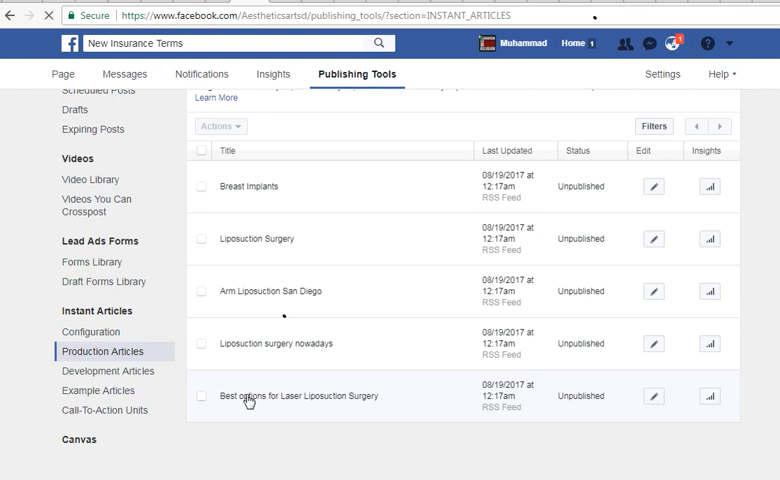 Secure https://www.facebook.com/Aestheticsartsd/publishing_tools/?section=INSTANT_ARTICLES
f New Insurance Terms Muhammad Home 1 1
Page Messages Notifications Insights Publishing Tools Settings Help
Scheduled Posts
Drafts
Expiring Posts
Videos
Video Library
Videos You Can
Crosspost
Lead Ads Forms
Forms Library
Draft Forms Library
Instant Articles
Configuration
Production Articles
Development Articles
Example Articles
Call-To-Action Units
Canvas
Learn More
Actions Filters
Title Last Updated Status Edit Insights
Breast Implants 08/19/2017 at 12:17am RSS Feed Unpublished
Liposuction Surgery 08/19/2017 at 12:17am RSS Feed Unpublished
Arm Liposuction San Diego 08/19/2017 at 12:17am RSS Feed Unpublished
Liposuction surgery nowadays 08/19/2017 at 12:17am RSS Feed Unpublished
Best options for Laser Liposuction Surgery 08/19/2017 at 12:17am RSS Feed Unpublished